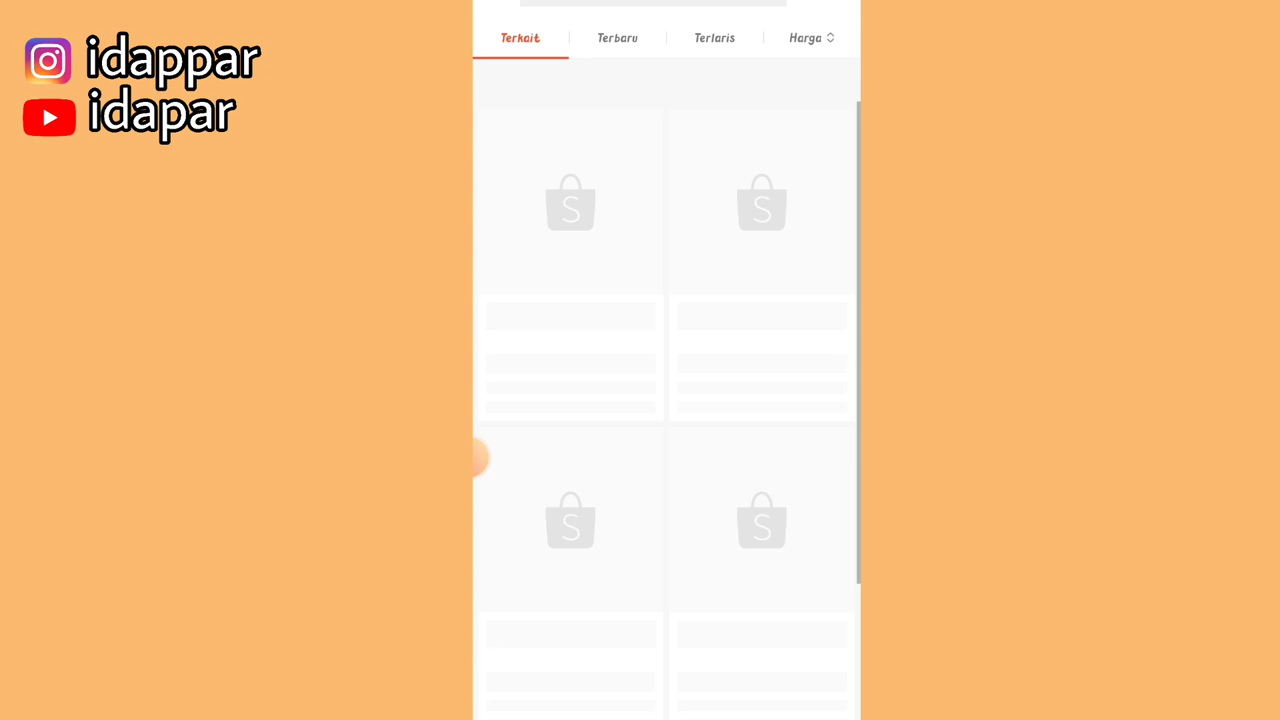 idappar
idapar
Terkait
Terbaru
Terlaris
Harga
S
S
S
S